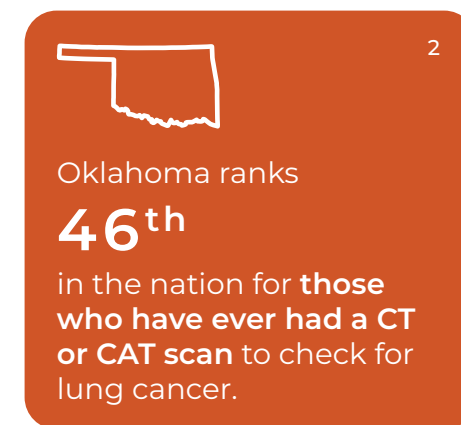 2
Oklahoma ranks
46th
in the nation for those
who have ever had a CT
or CAT scan to check for
lung cancer.